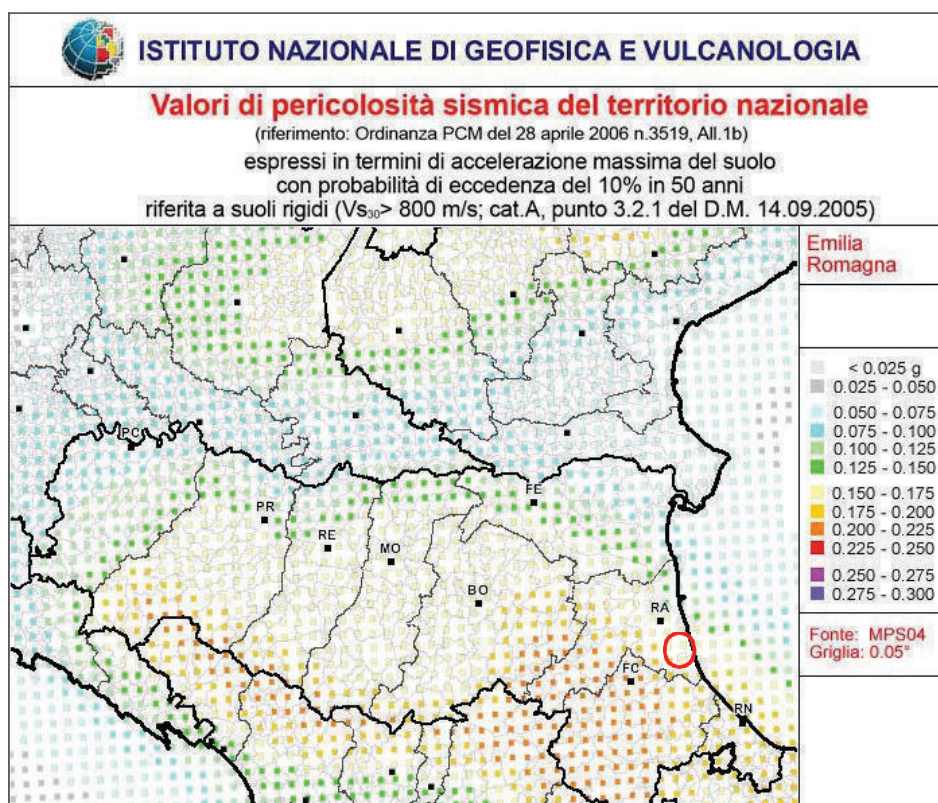 ISTITUTO NAZIONALE DI GEOFISICA E VULCANOLOGIA
Valori di pericolosità sismica del territorio nazionale
(riferimento: Ordinanza PCM del 28 aprile 2006 n.3519, All.1b)
espressi in termini di accelerazione massima del suolo
con probabilità di eccedenza del 10% in 50 anni
riferita a suoli rigidi (Vs30> 800 m/s; cat.A, punto 3.2.1 del D.M. 14.09.2005)
Emilia
Romagna
< 0.025 g
0.025 - 0.050
0.050 - 0.075
0.075 - 0.100
0.100 - 0.125
0.125 - 0.150
0.150 - 0.175
0.175 - 0.200
0.200 - 0.225
0.225 - 0.250
0.250 - 0.275
0.275 - 0.300
Fonte: MPS04
Griglia: 0.05°
PC
PR
RE
MO
FE
BO
RA
FC
RN